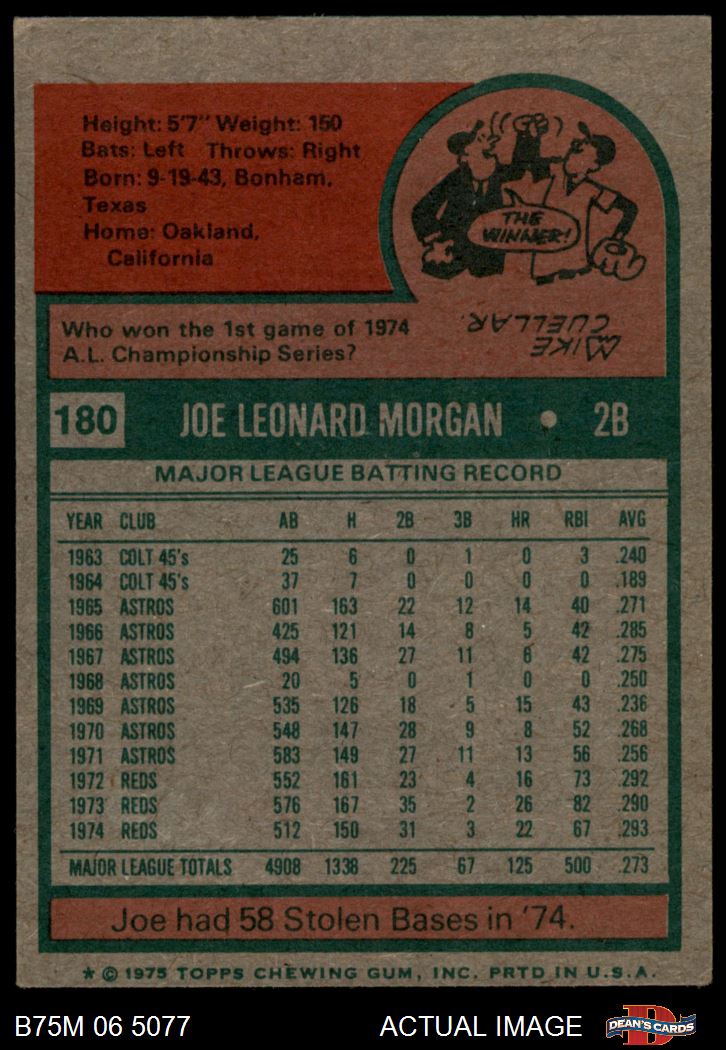 Height: 5'7" Weight: 150
Bats: Left Throws: Right
Born: 9-19-43, Bonham,
Texas
Home: Oakland,
California
THE
WINNER!
MIKE
CUELLAR.
Who won the 1st game of 1974
A.L. Championship Series?
180 JOE LEONARD MORGAN • 2B
MAJOR LEAGUE BATTING RECORD
YEAR CLUB AB H 2B 3B HR RBI AVG
1963 COLT 45's 25 6 0 1 0 3 .240
1964 COLT 45's 37 7 0 0 0 0 .189
1965 ASTROS 601 163 22 12 14 40 .271
1966 ASTROS 425 121 14 8 5 42 .285
1967 ASTROS 494 136 27 11 6 42 .275
1968 ASTROS 20 5 0 1 0 0 .250
1969 ASTROS 535 126 18 5 15 43 .236
1970 ASTROS 548 147 28 9 8 52 .268
1971 ASTROS 583 149 27 11 13 56 .256
1972 REDS 552 161 23 4 16 73 .292
1973 REDS 576 167 35 2 26 82 .290
1974 REDS 512 150 31 3 22 67 .293
MAJOR LEAGUE TOTALS 4908 1338 225 67 125 500 .273
Joe had 58 Stolen Bases in '74.
* © 1975 TOPPS CHEWING GUM, INC. PRTD IN U.S.A.
B75M 06 5077 ACTUAL IMAGE D DEAN'S CARDS